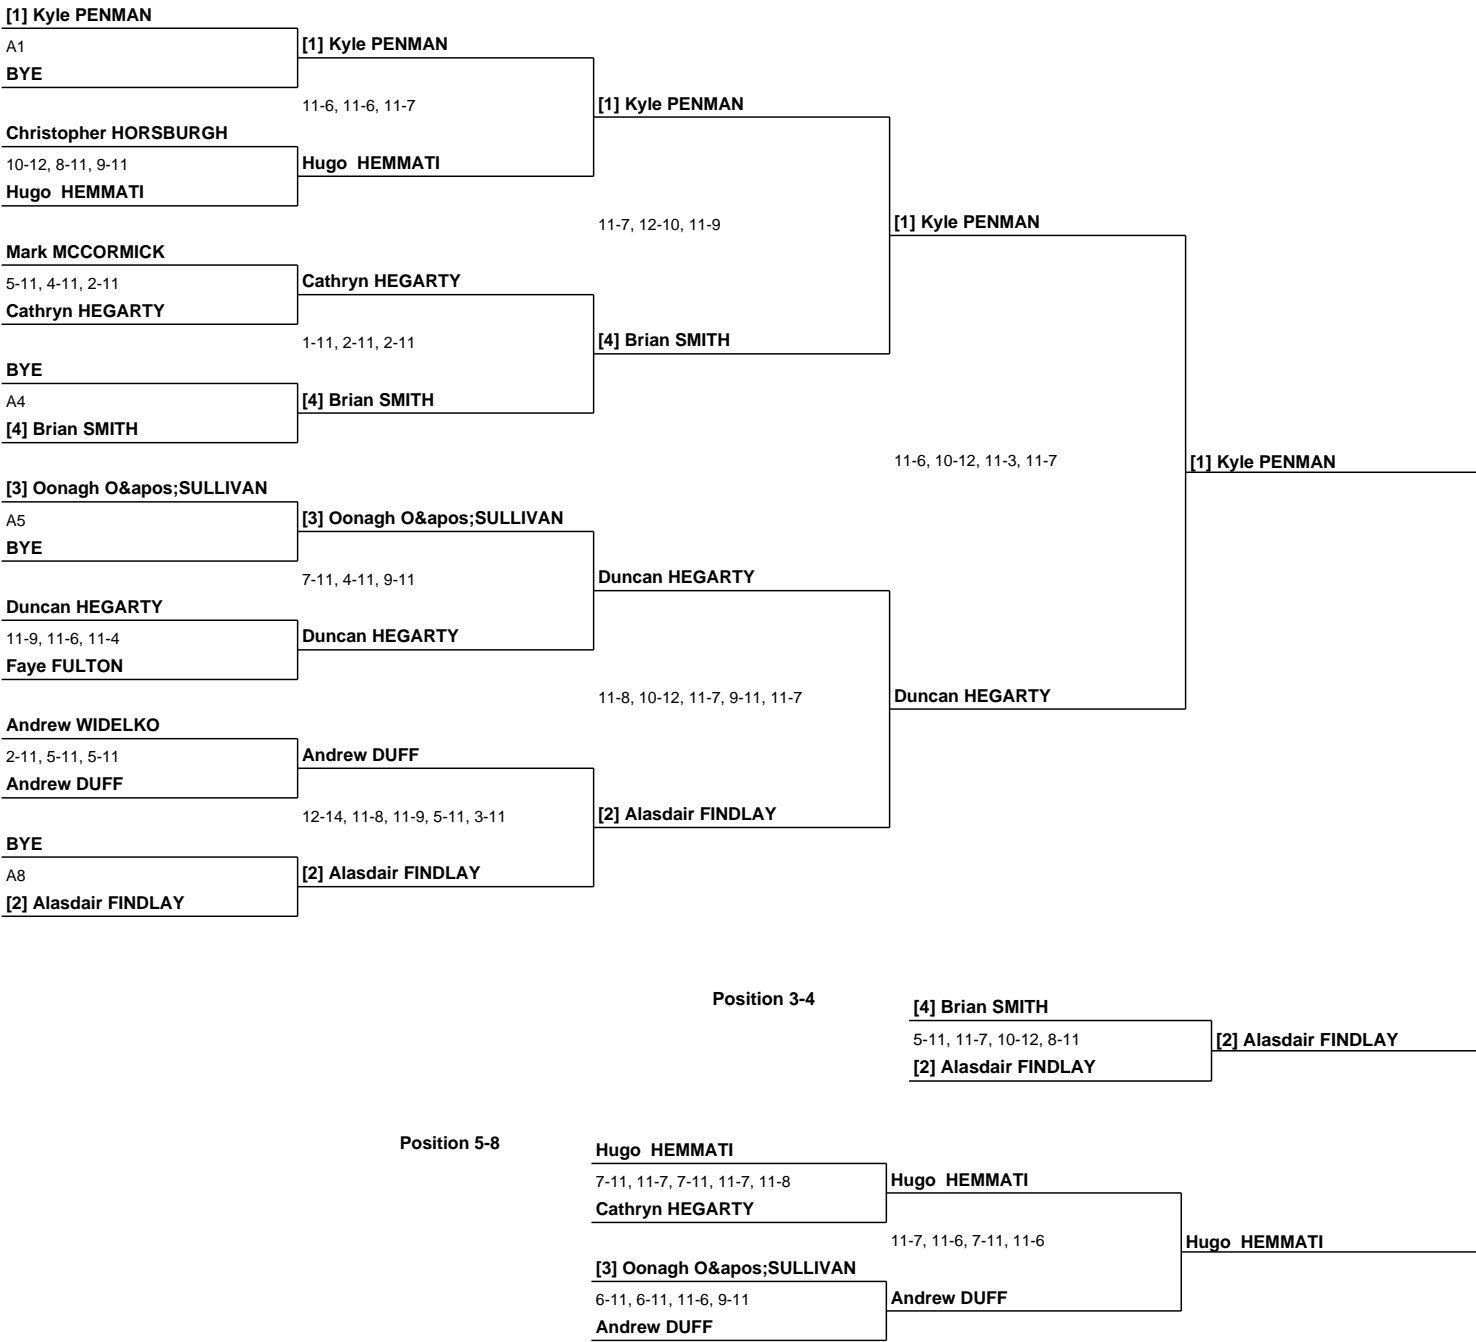 [1] Kyle PENMAN
A1
BYE
[1] Kyle PENMAN
11-6, 11-6, 11-7
[1] Kyle PENMAN
Christopher HORSBURGH
10-12, 8-11, 9-11
Hugo  HEMMATI
Hugo  HEMMATI
11-7, 12-10, 11-9
[1] Kyle PENMAN
Mark MCCORMICK
5-11, 4-11, 2-11
Cathryn HEGARTY
Cathryn HEGARTY
1-11, 2-11, 2-11
[4] Brian SMITH
BYE
A4
[4] Brian SMITH
[4] Brian SMITH
11-6, 10-12, 11-3, 11-7
[1] Kyle PENMAN
[3] Oonagh O&apos;SULLIVAN
A5
BYE
[3] Oonagh O&apos;SULLIVAN
7-11, 4-11, 9-11
Duncan HEGARTY
Duncan HEGARTY
11-9, 11-6, 11-4
Faye FULTON
Duncan HEGARTY
11-8, 10-12, 11-7, 9-11, 11-7
Duncan HEGARTY
Andrew WIDELKO
2-11, 5-11, 5-11
Andrew DUFF
Andrew DUFF
12-14, 11-8, 11-9, 5-11, 3-11
[2] Alasdair FINDLAY
BYE
A8
[2] Alasdair FINDLAY
[2] Alasdair FINDLAY
Position 3-4
[4] Brian SMITH
5-11, 11-7, 10-12, 8-11
[2] Alasdair FINDLAY
[2] Alasdair FINDLAY
Position 5-8
Hugo  HEMMATI
7-11, 11-7, 7-11, 11-7, 11-8
Cathryn HEGARTY
Hugo  HEMMATI
11-7, 11-6, 7-11, 11-6
Hugo  HEMMATI
[3] Oonagh O&apos;SULLIVAN
6-11, 6-11, 11-6, 9-11
Andrew DUFF
Andrew DUFF